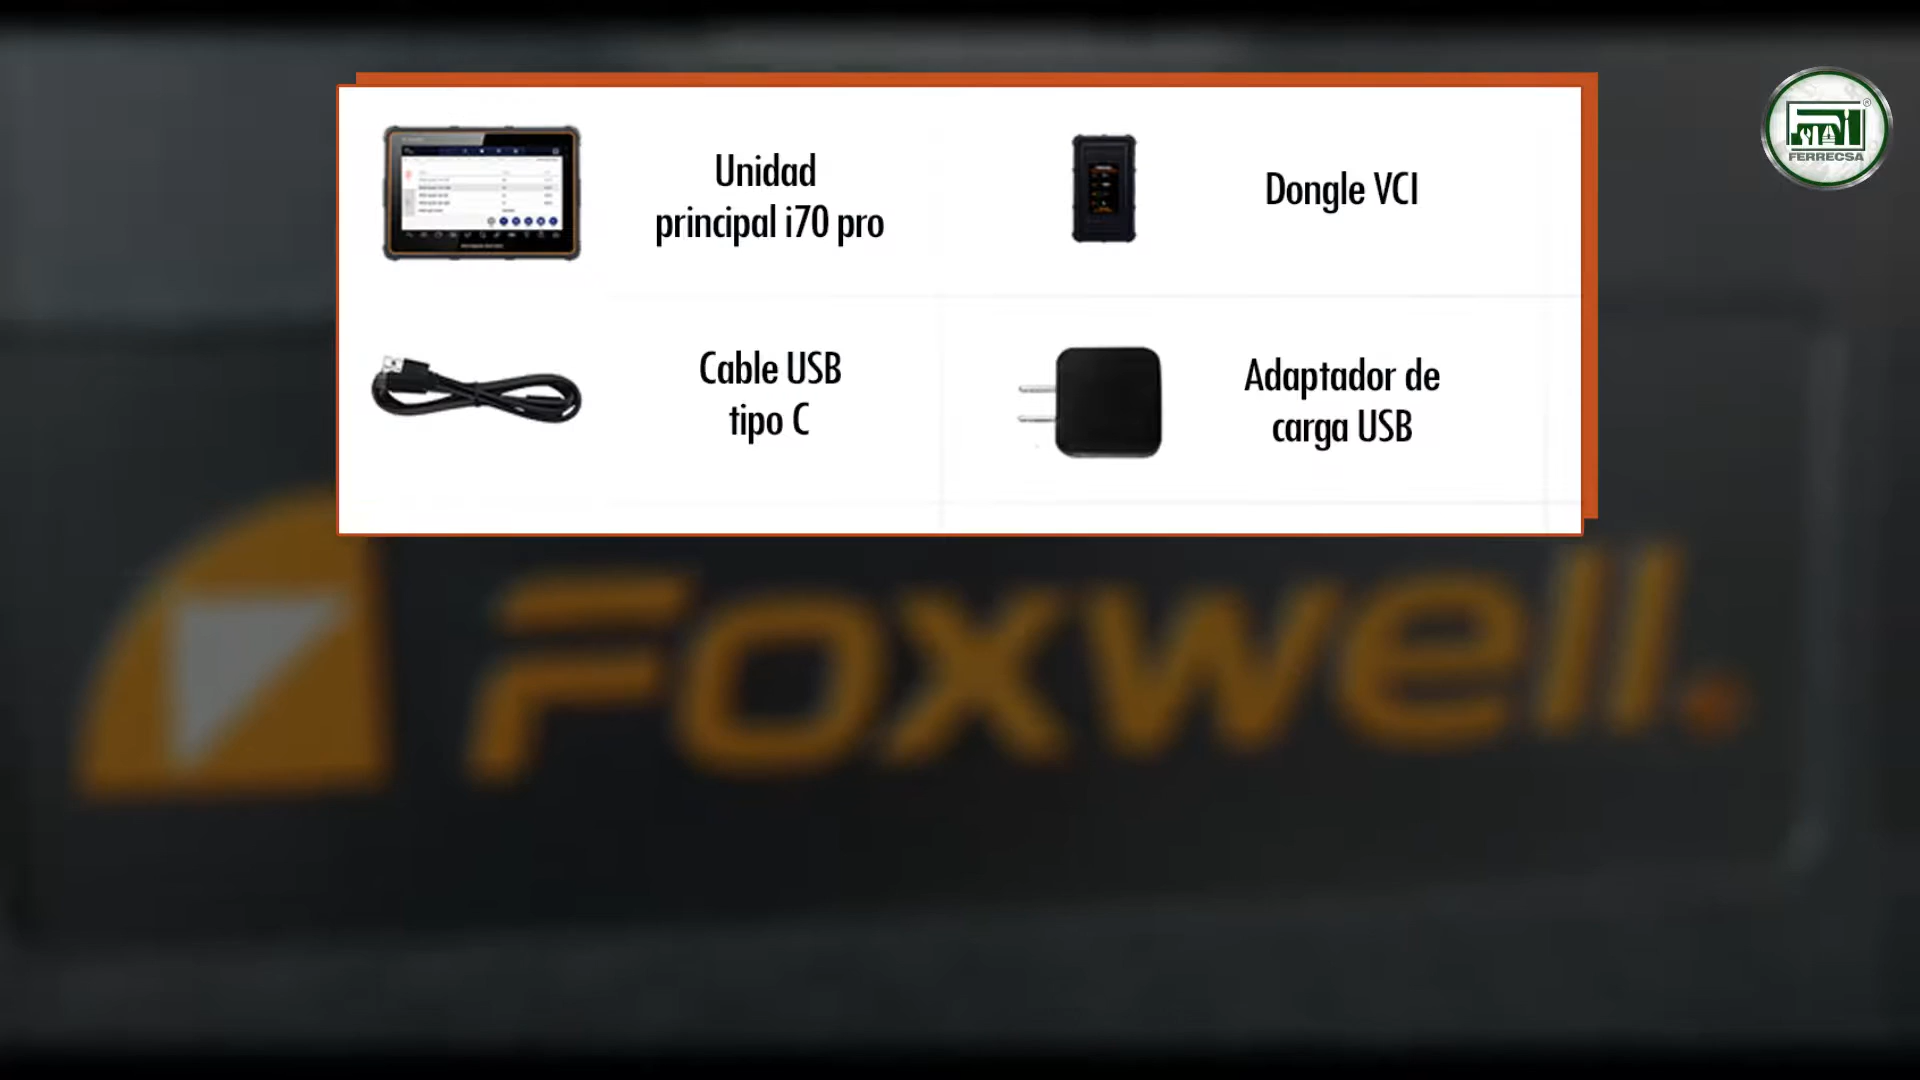 Unidad
principal i70 pro
Dongle VCI
FERRECSA
®
Cable USB
tipo C
Adaptador de
carga USB
Foxwell